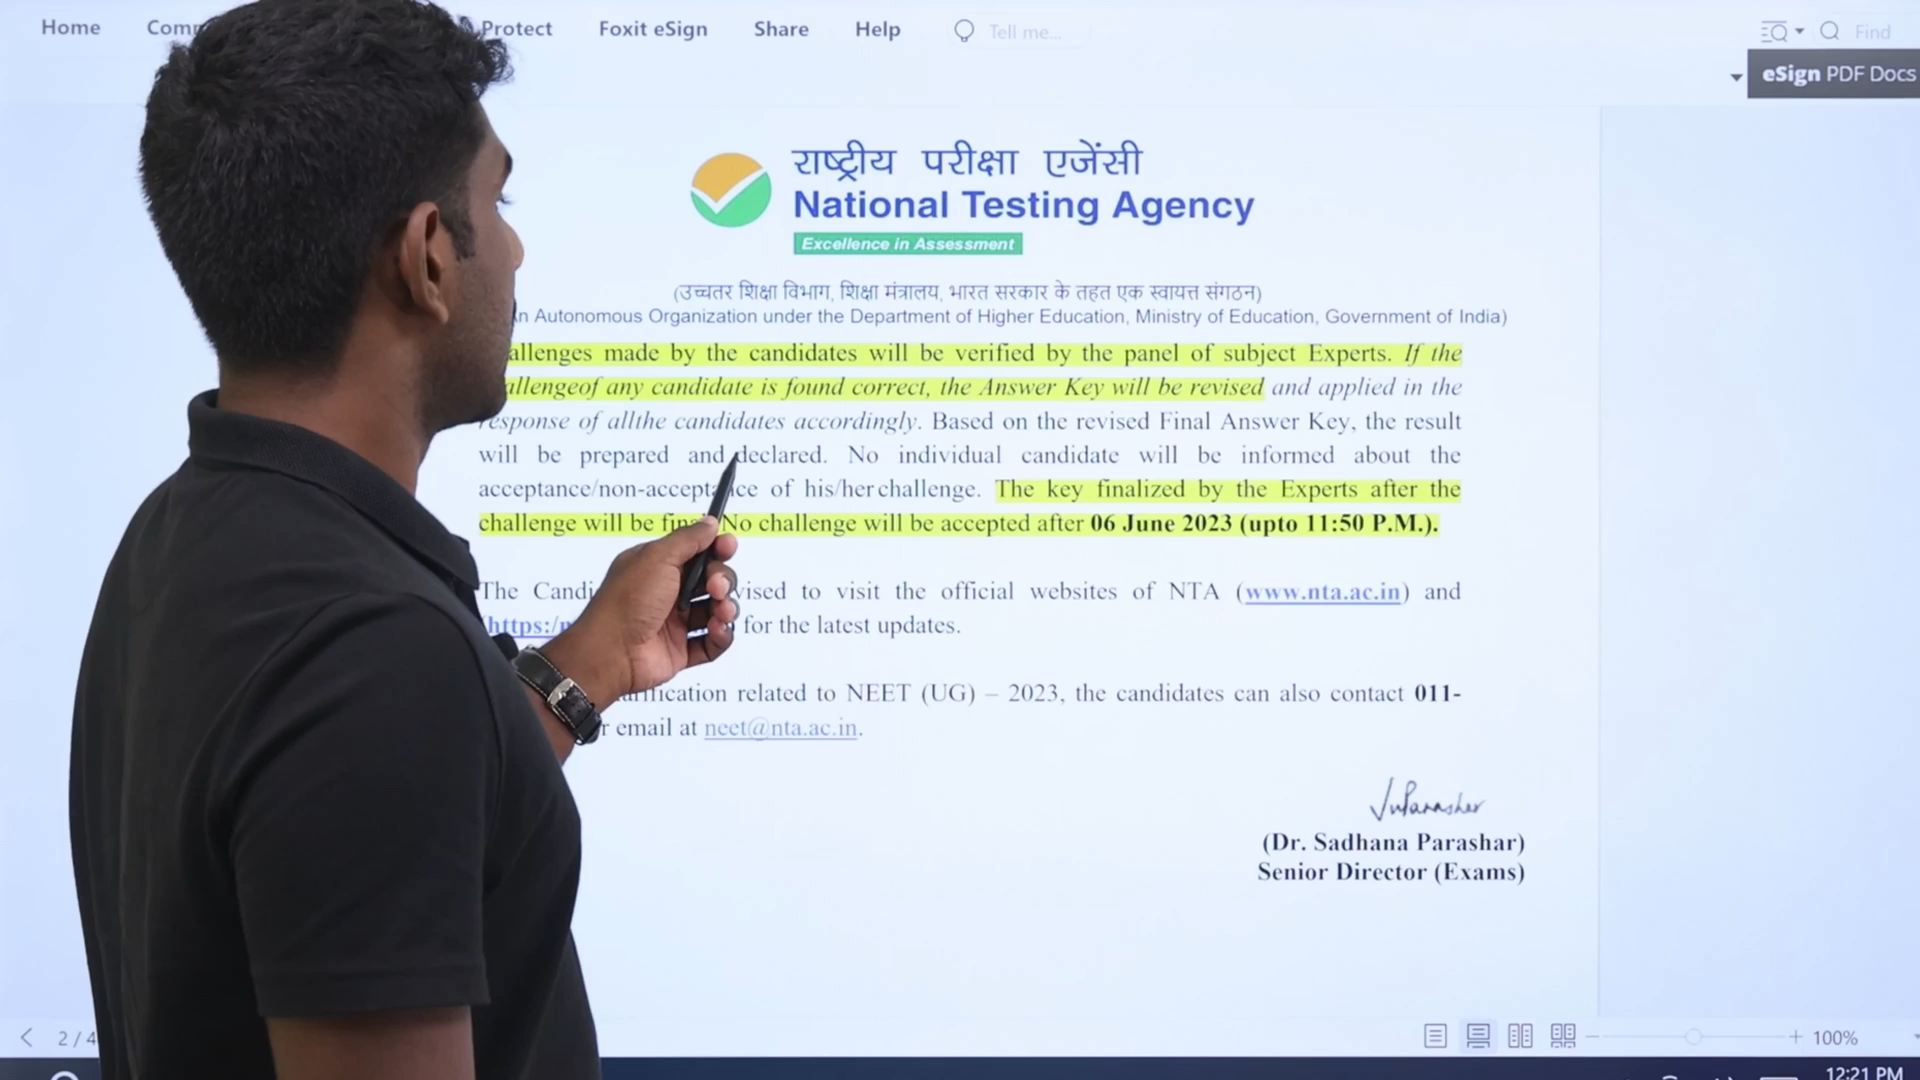 Home Protect Foxit eSign Share Help Tell me... Find
eSign PDF Docs
राष्ट्रीय परीक्षा एजेंसी
National Testing Agency
Excellence in Assessment
(उच्चतर शिक्षा विभाग, शिक्षा मंत्रालय, भारत सरकार के तहत एक स्वायत्त संगठन)
n Autonomous Organization under the Department of Higher Education, Ministry of Education, Government of India)
allenges made by the candidates will be verified by the panel of subject Experts. If the
allengeof any candidate is found correct, the Answer Key will be revised and applied in the
response of allthe candidates accordingly. Based on the revised Final Answer Key, the result
will be prepared and declared. No individual candidate will be informed about the
acceptance/non-acceptance of his/her challenge. The key finalized by the Experts after the
challenge will be final. No challenge will be accepted after 06 June 2023 (upto 11:50 P.M.).
The Candi vised to visit the official websites of NTA (www.nta.ac.in) and
(https:/ ) for the latest updates.
ification related to NEET (UG) – 2023, the candidates can also contact 011-
r email at neet@nta.ac.in.
(Dr. Sadhana Parashar)
Senior Director (Exams)
2 / 4 100%
12:21 PM